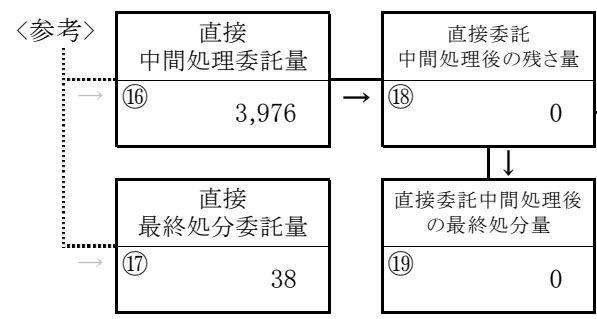 〈参考〉
直接
中間処理委託量
⑯
3,976
→
→
直接委託
中間処理後の残さ量
⑱
0
↓
直接
最終処分委託量
⑰
38
→
直接委託中間処理後
の最終処分量
⑲
0